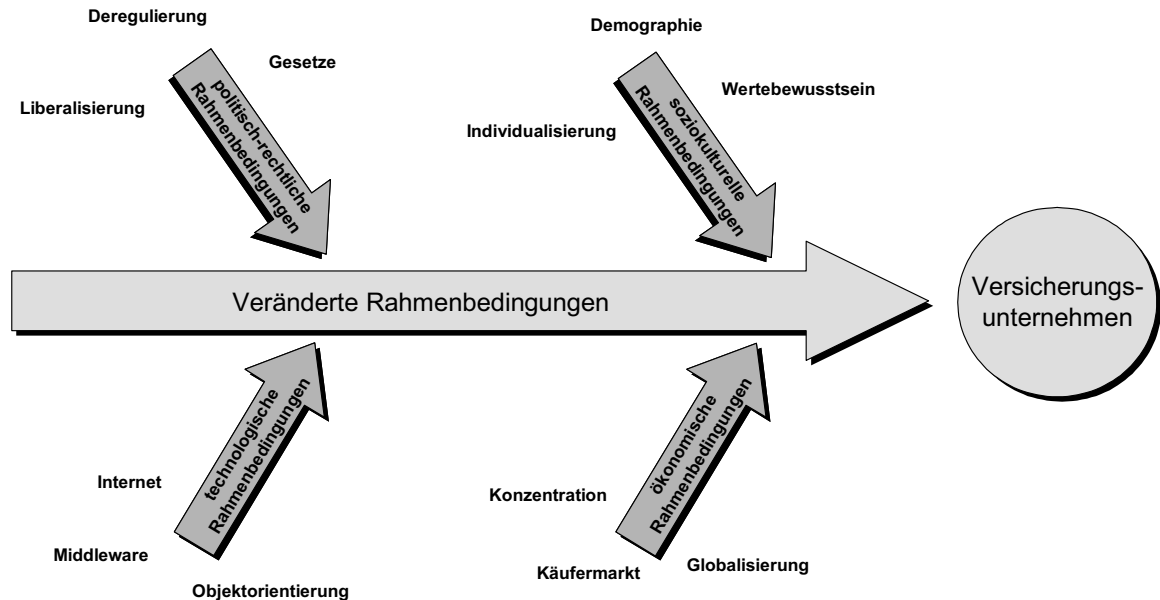 Deregulierung
Gesetze
Liberalisierung
politisch-rechtliche
Rahmenbedingungen
Demographie
Wertebewusstsein
Individualisierung
soziokulturelle
Rahmenbedingungen
Veränderte Rahmenbedingungen
Versicherungs-
unternehmen
technologische
Rahmenbedingungen
Internet
Middleware
Objektorientierung
ökonomische
Rahmenbedingungen
Konzentration
Käufermarkt
Globalisierung